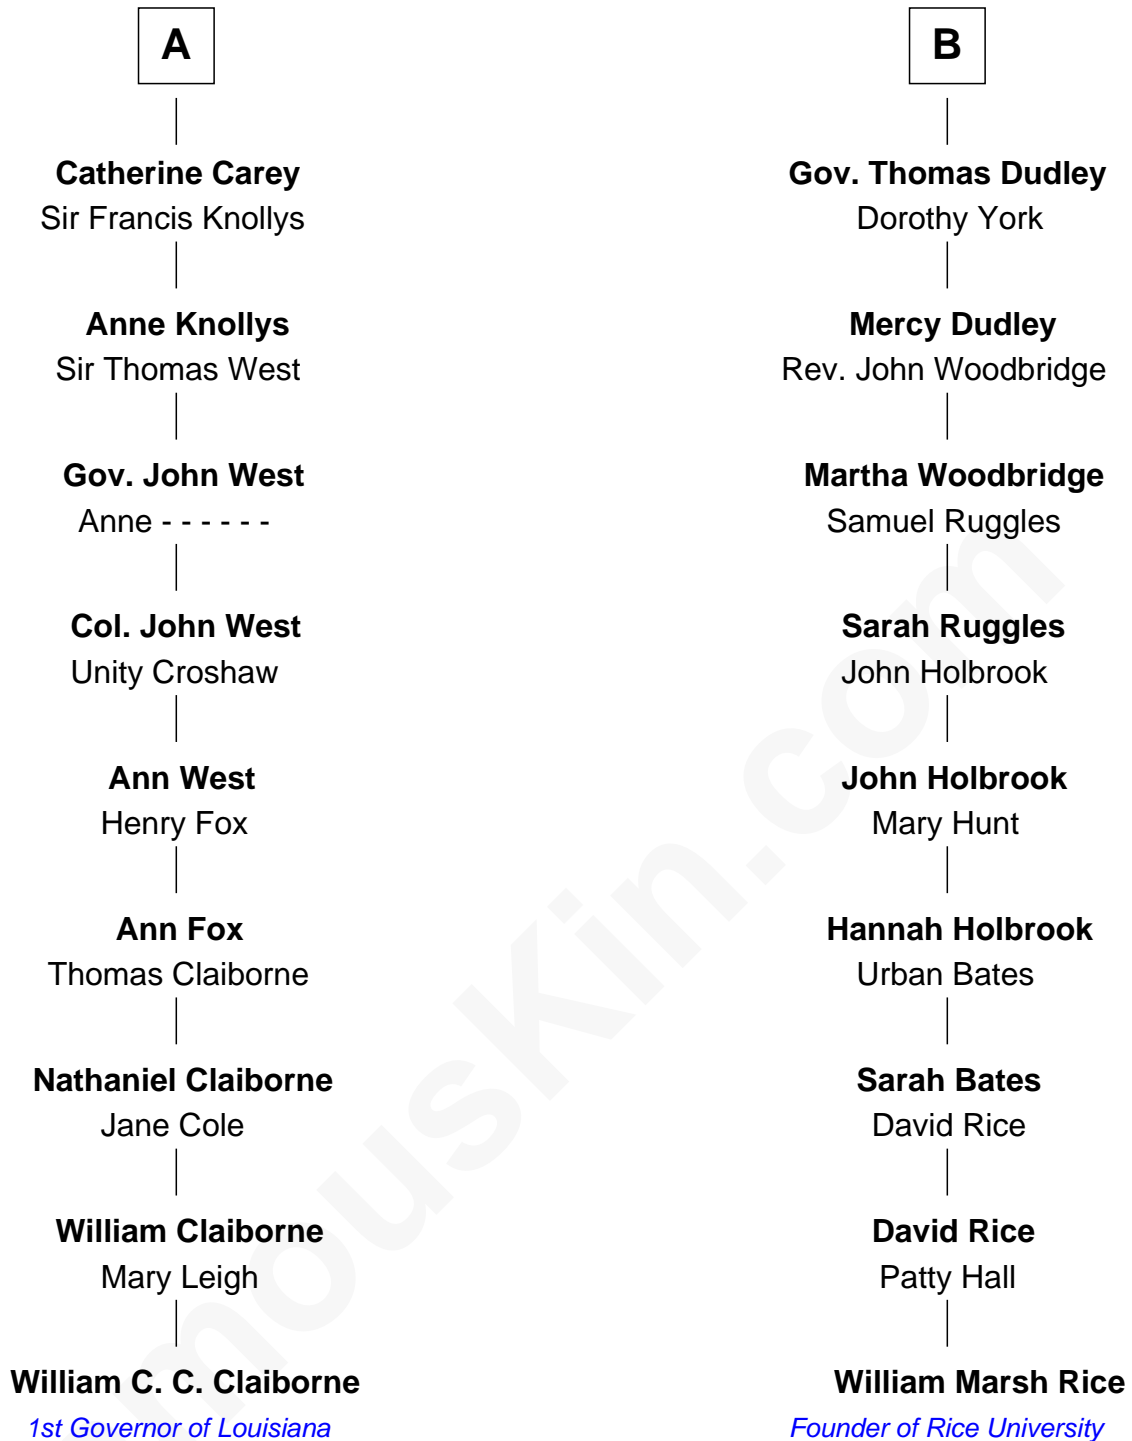 A
Catherine Carey
Sir Francis Knollys
Anne Knollys
Sir Thomas West
Gov. John West
Anne - - - - - -
Col. John West
Unity Croshaw
Ann West
Henry Fox
Ann Fox
Thomas Claiborne
Nathaniel Claiborne
Jane Cole
William Claiborne
Mary Leigh
William C. C. Claiborne
1st Governor of Louisiana
B
Gov. Thomas Dudley
Dorothy York
Mercy Dudley
Rev. John Woodbridge
Martha Woodbridge
Samuel Ruggles
Sarah Ruggles
John Holbrook
John Holbrook
Mary Hunt
Hannah Holbrook
Urban Bates
Sarah Bates
David Rice
David Rice
Patty Hall
William Marsh Rice
Founder of Rice University
mousKin.com